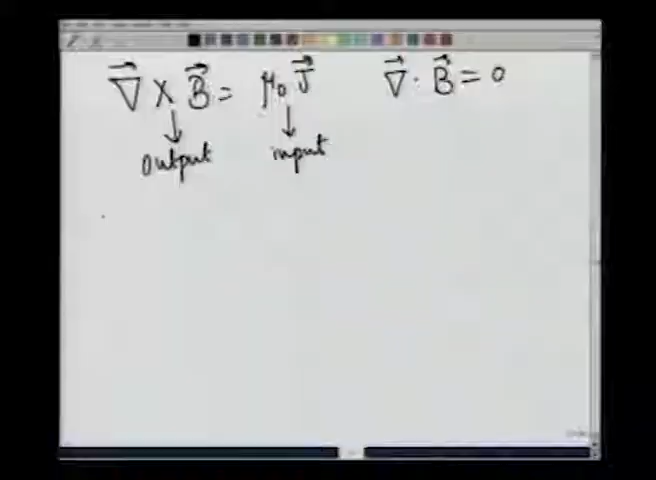 ∇⃗ × B⃗ = μ₀ J⃗ ∇⃗ · B⃗ = 0
output input